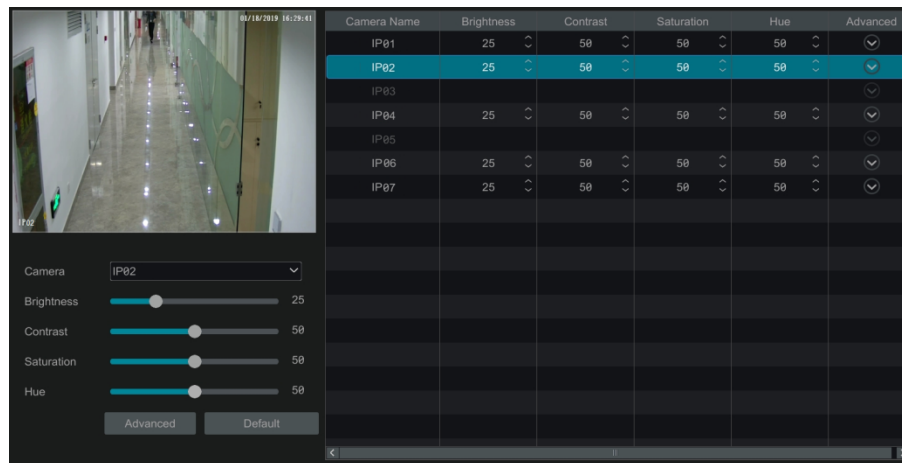 01/18/2019 16:29:41
IP02
Camera IP02
Brightness 25
Contrast 50
Saturation 50
Hue 50
Advanced Default
Camera Name Brightness Contrast Saturation Hue Advanced
IP01 25 50 50 50
IP02 25 50 50 50
IP03
IP04 25 50 50 50
IP05
IP06 25 50 50 50
IP07 25 50 50 50